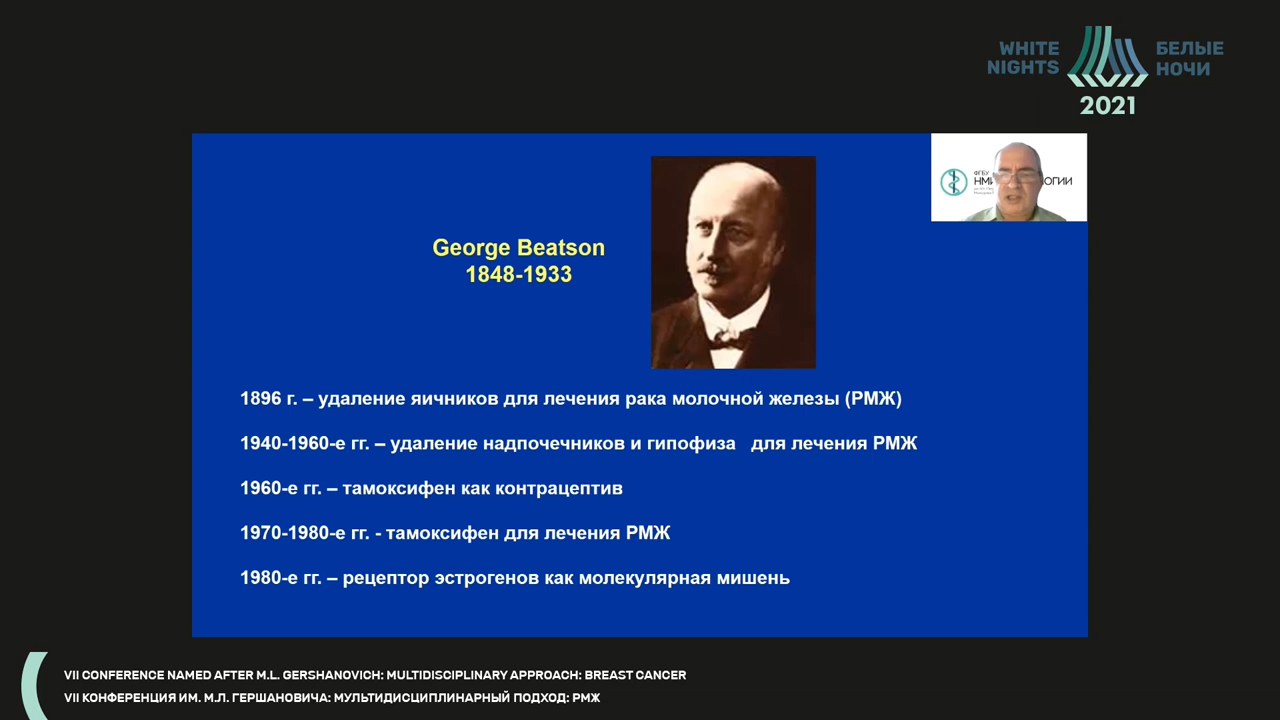 WHITE
NIGHTS
БЕЛЫЕ
НОЧИ
2021
ФГБУ
George Beatson
1848-1933
1896 г. – удаление яичников для лечения рака молочной железы (РМЖ)
1940-1960-е гг. – удаление надпочечников и гипофиза для лечения РМЖ
1960-е гг. – тамоксифен как контрацептив
1970-1980-е гг. - тамоксифен для лечения РМЖ
1980-е гг. – рецептор эстрогенов как молекулярная мишень
VII CONFERENCE NAMED AFTER M.L. GERSHANOVICH: MULTIDISCIPLINARY APPROACH: BREAST CANCER
VII КОНФЕРЕНЦИЯ ИМ. М.Л. ГЕРШАНОВИЧА: МУЛЬТИДИСЦИПЛИНАРНЫЙ ПОДХОД: РМЖ